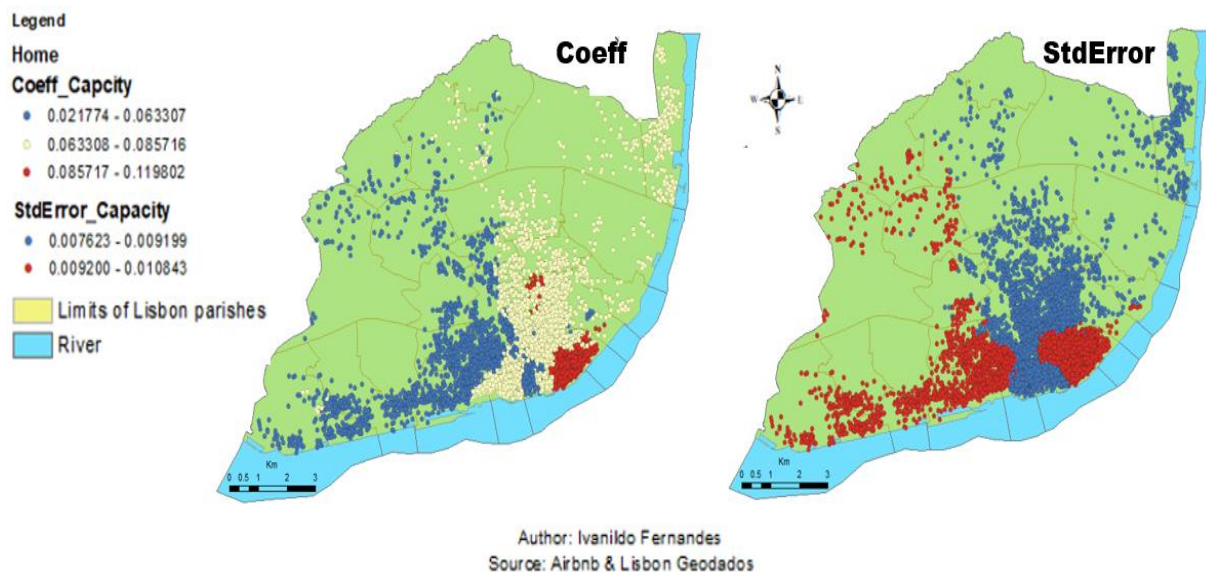 Legend
Home
Coeff_Capcity
0.021774 - 0.063307
0.063308 - 0.085716
0.085717 - 0.119802
StdError_Capacity
0.007623 - 0.009199
0.009200 - 0.010843
Limits of Lisbon parishes
River
Coeff
N
W E
S
StdError
Km
0 0.5 1 2 3
Km
0 0.5 1 2 3
Author: Ivanildo Fernandes
Source: Airbnb & Lisbon Geodados